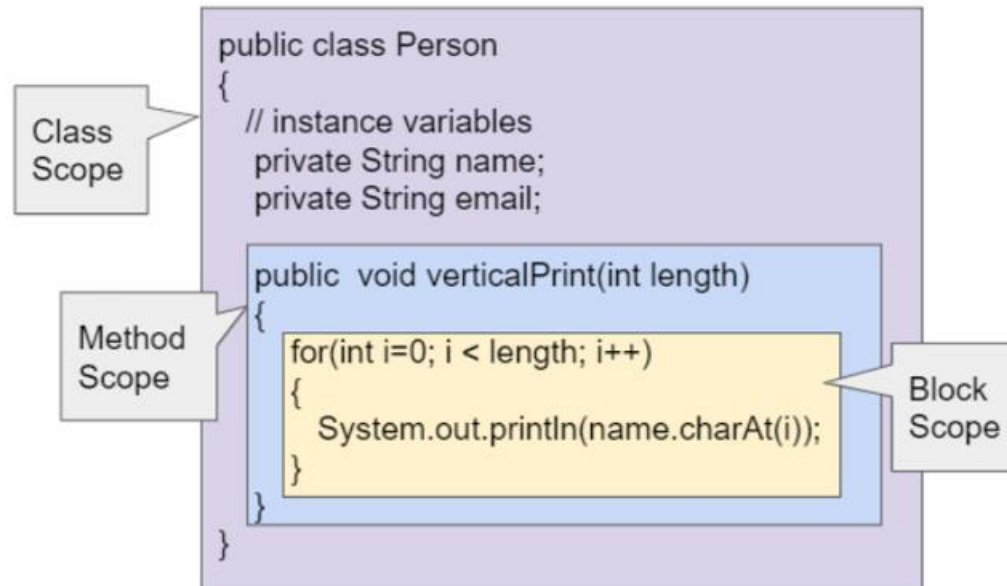 public class Person
{
// instance variables
private String name;
private String email;
public  void verticalPrint(int length)
{
for(int i=0; i < length; i++)
{
System.out.println(name.charAt(i));
}
}
}
Class
Scope
Method
Scope
Block
Scope